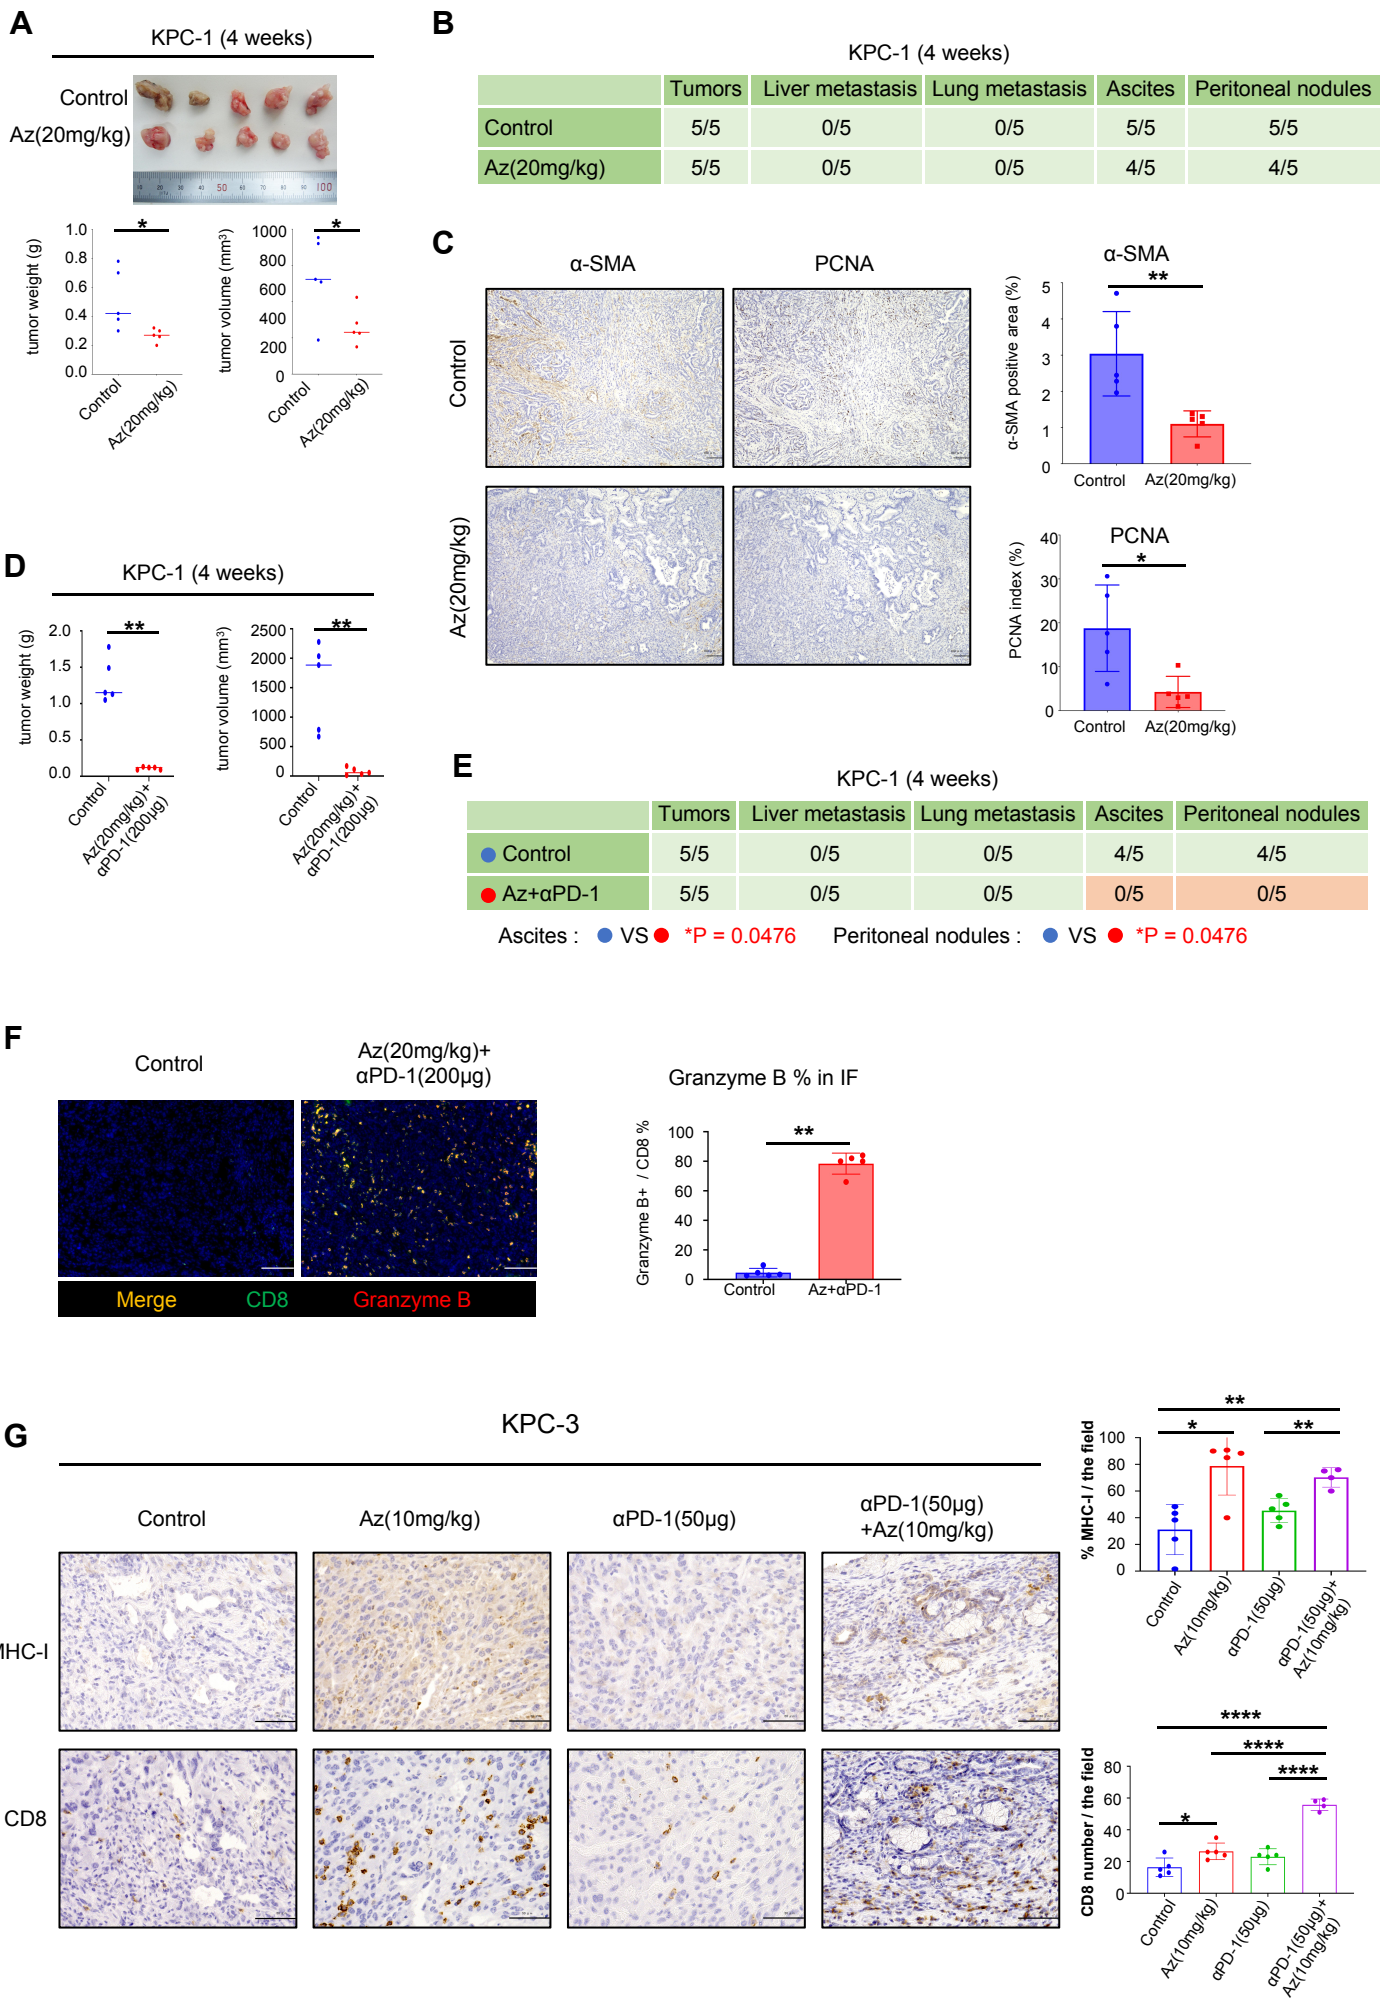 A
KPC-1 (4 weeks)
Control
Az(20mg/kg)
50
100
tumor weight (g)
1.0
0.8
0.6
0.4
0.2
0.0
*
Control
Az(20mg/kg)
tumor volume (mm³)
1000
800
600
400
200
0
*
Control
Az(20mg/kg)
B
KPC-1 (4 weeks)
Tumors Liver metastasis Lung metastasis Ascites Peritoneal nodules
Control 5/5 0/5 0/5 5/5 5/5
Az(20mg/kg) 5/5 0/5 0/5 4/5 4/5
C
α-SMA PCNA
Control
Az(20mg/kg)
α-SMA
**
α-SMA positive area (%)
5
4
3
2
1
0
Control Az(20mg/kg)
PCNA
*
PCNA index (%)
40
30
20
10
0
Control Az(20mg/kg)
D
KPC-1 (4 weeks)
tumor weight (g)
2.0
1.5
1.0
0.5
0.0
**
Control
Az(20mg/kg)+
αPD-1(200μg)
tumor volume (mm³)
2500
2000
1500
1000
500
0
**
Control
Az(20mg/kg)+
αPD-1(200μg)
E
KPC-1 (4 weeks)
Tumors Liver metastasis Lung metastasis Ascites Peritoneal nodules
Control 5/5 0/5 0/5 4/5 4/5
Az+αPD-1 5/5 0/5 0/5 0/5 0/5
Ascites : VS *P = 0.0476 Peritoneal nodules : VS *P = 0.0476
F
Control
Az(20mg/kg)+
αPD-1(200μg)
Merge CD8 Granzyme B
Granzyme B % in IF
**
Granzyme B+ / CD8 %
100
80
60
40
20
0
Control Az+αPD-1
G
KPC-3
Control Az(10mg/kg) αPD-1(50μg)
αPD-1(50μg)
+Az(10mg/kg)
MHC-I
CD8
**
* **
% MHC-I / the field
100
80
60
40
20
0
Control
Az(10mg/kg)
αPD-1(50μg)
αPD-1(50μg)+
Az(10mg/kg)
****
****
****
*
CD8 number / the field
80
60
40
20
0
Control
Az(10mg/kg)
αPD-1(50μg)
αPD-1(50μg)+
Az(10mg/kg)